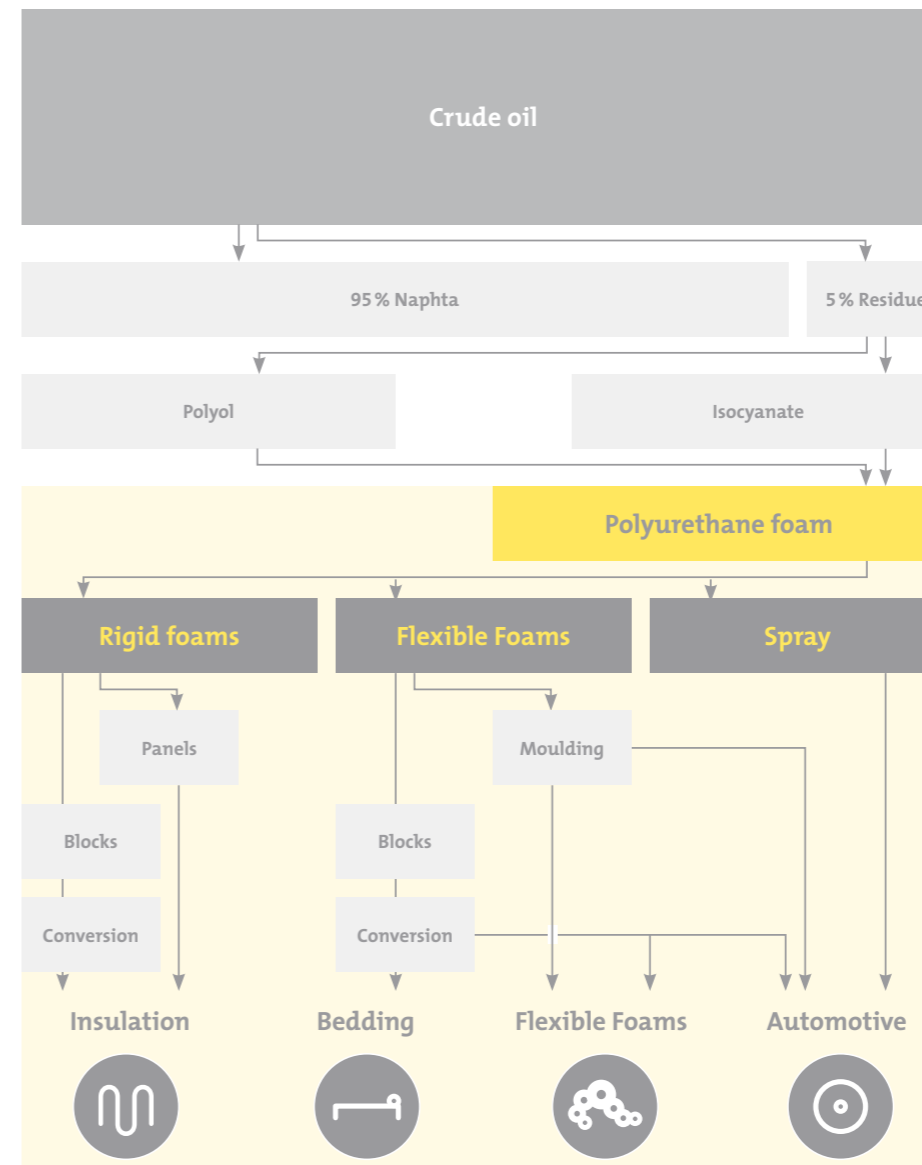 Crude oil
95 % Naphta
5 % Residue
Polyol
Isocyanate
Polyurethane foam
Rigid foams
Flexible Foams
Spray
Panels
Moulding
Blocks
Blocks
Conversion
Conversion
Insulation
Bedding
Flexible Foams
Automotive